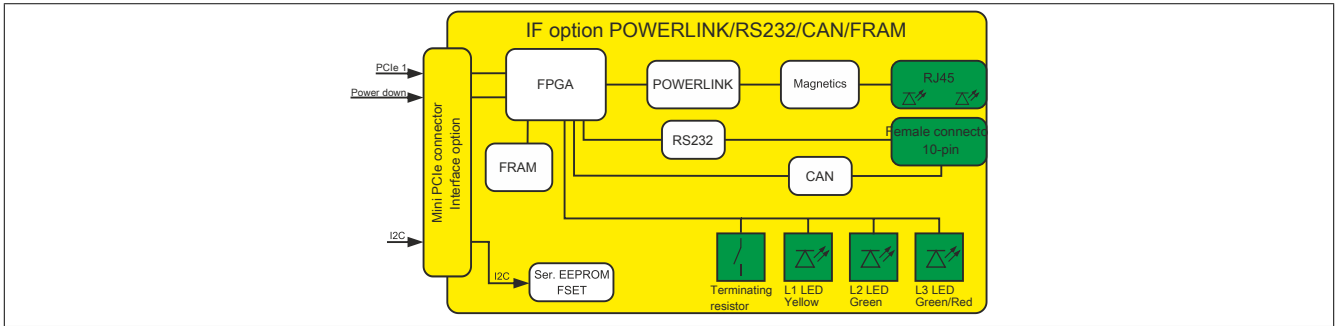 IF option POWERLINK/RS232/CAN/FRAM
PCIe 1
Power down
I2C
Mini PCIe connector
Interface option
FPGA
POWERLINK
Magnetics
RJ45
RS232
Female connecto
10-pin
FRAM
CAN
I2C
Ser. EEPROM
FSET
Terminating
resistor
L1 LED
Yellow
L2 LED
Green
L3 LED
Green/Red